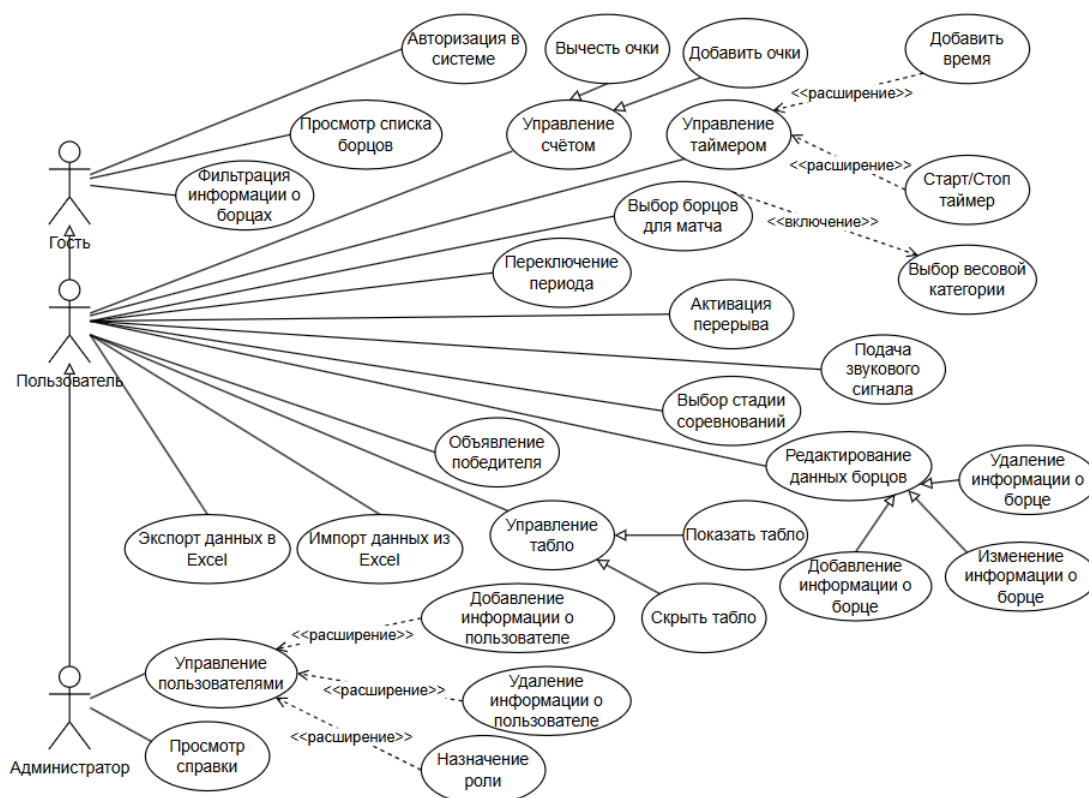 Авторизация в
системе
Вычесть очки
Добавить очки
Добавить
время
<<расширение>>
Просмотр списка
борцов
Управление
счётом
Управление
таймером
<<расширение>>
Фильтрация
информации о
борцах
Старт/Стоп
таймер
Гость
Выбор борцов
для матча
<<включение>>
Переключение
периода
Выбор весовой
категории
Активация
перерыва
Пользователь
Подача
звукового
сигнала
Выбор стадии
соревнований
Объявление
победителя
Редактирование
данных борцов
Удаление
информации о
борце
Экспорт данных в
Excel
Импорт данных из
Excel
Управление
табло
Показать табло
Добавление
информации о
борце
Изменение
информации о
борце
Скрыть табло
Добавление
информации о
пользователе
<<расширение>>
Управление
пользователями
<<расширение>>
Удаление
информации о
пользователе
<<расширение>>
Просмотр
справки
Назначение
роли
Администратор